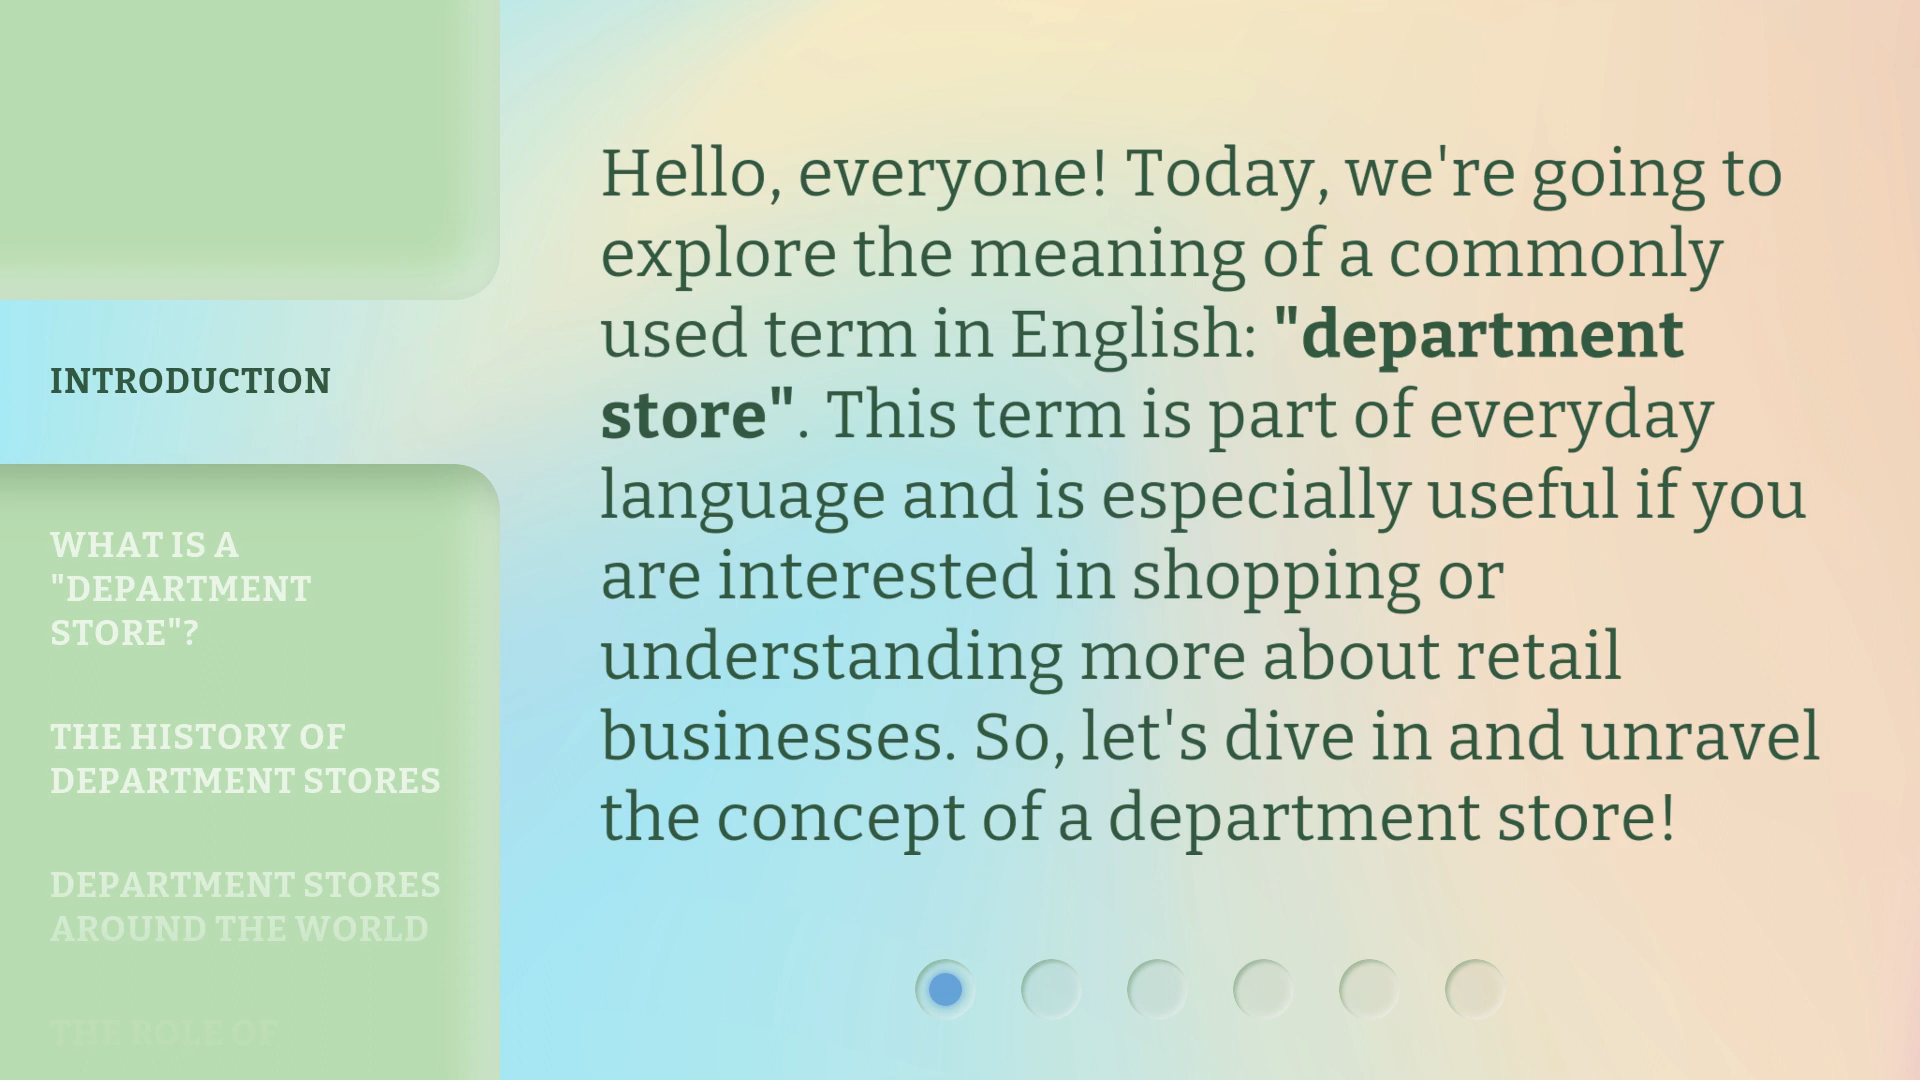 INTRODUCTION
WHAT IS A
"DEPARTMENT
STORE"?
THE HISTORY OF
DEPARTMENT STORES
DEPARTMENT STORES
AROUND THE WORLD
THE ROLE OF
Hello, everyone! Today, we're going to
explore the meaning of a commonly
used term in English: "department
store". This term is part of everyday
language and is especially useful if you
are interested in shopping or
understanding more about retail
businesses. So, let's dive in and unravel
the concept of a department store!